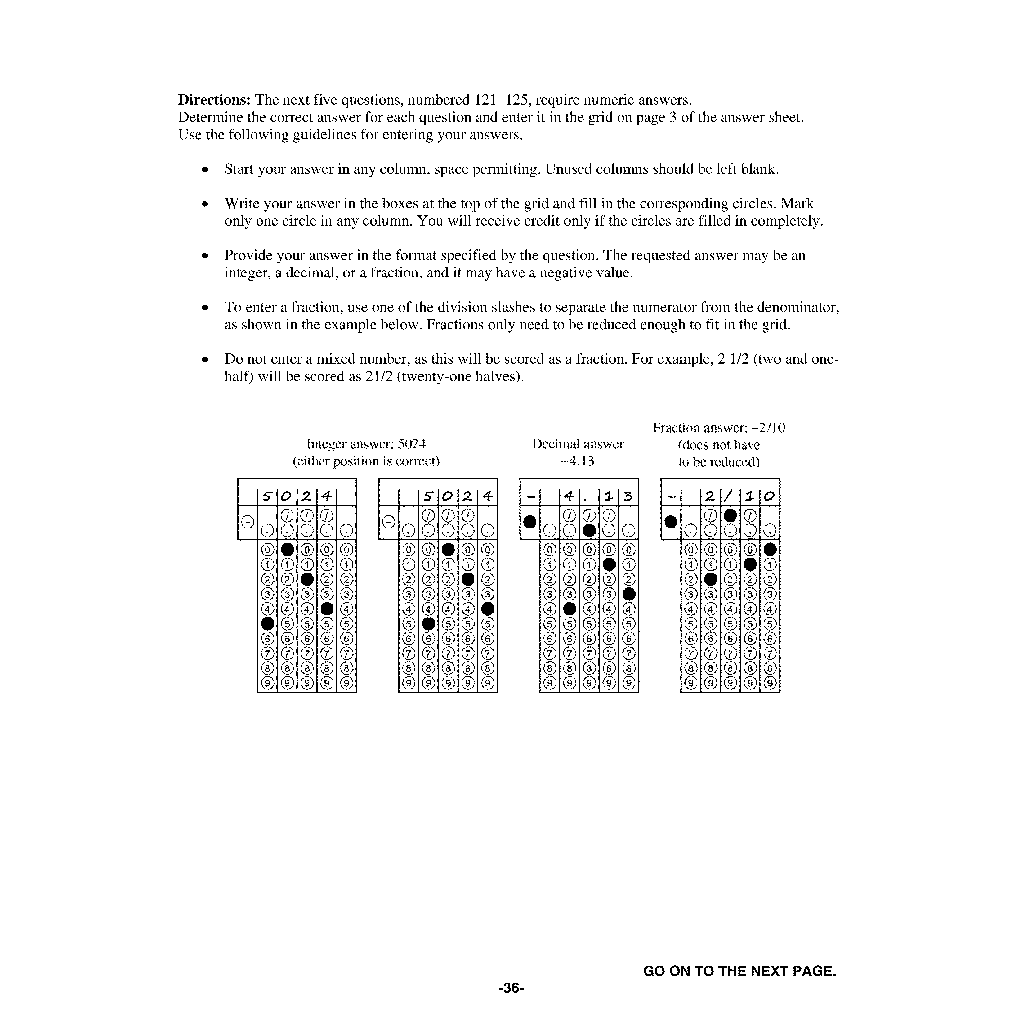 Directions: The next five questions, numbered 121–125, require numeric answers.
Determine the correct answer for each question and enter it in the grid on page 3 of the answer sheet.
Use the following guidelines for entering your answers.
• Start your answer in any column, space permitting. Unused columns should be left blank.
• Write your answer in the boxes at the top of the grid and fill in the corresponding circles. Mark
only one circle in any column. You will receive credit only if the circles are filled in completely.
• Provide your answer in the format specified by the question. The requested answer may be an
integer, a decimal, or a fraction, and it may have a negative value.
• To enter a fraction, use one of the division slashes to separate the numerator from the denominator,
as shown in the example below. Fractions only need to be reduced enough to fit in the grid.
• Do not enter a mixed number, as this will be scored as a fraction. For example, 2 1/2 (two and one-
half) will be scored as 21/2 (twenty-one halves).
Integer answer: 5024
(either position is correct)
Decimal answer
–4.13
Fraction answer: –2/10
(does not have
to be reduced)
5 0 2 4
5 0 2 4
- 4 . 1 3
- 2 / 1 0
GO ON TO THE NEXT PAGE.
-36-